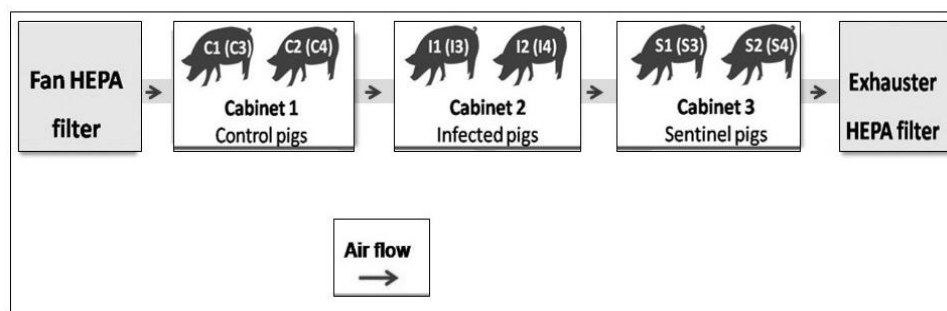 Fan HEPA
filter
C1 (C3)
C2 (C4)
Cabinet 1
Control pigs
I1 (I3)
I2 (I4)
Cabinet 2
Infected pigs
S1 (S3)
S2 (S4)
Cabinet 3
Sentinel pigs
Exhauster
HEPA filter
Air flow